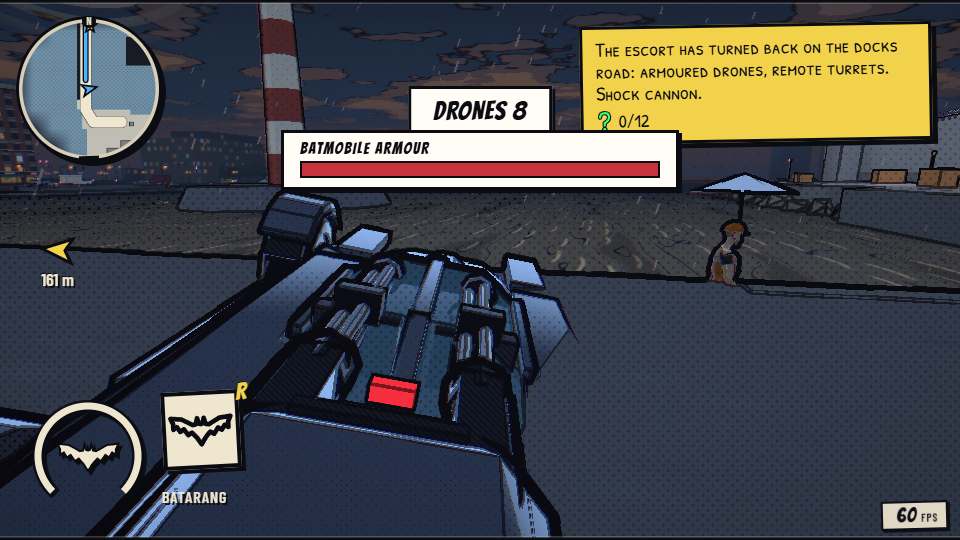 The escort has turned back on the docks
road: armoured drones, remote turrets.
Shock cannon.
0/12
DRONES 8
BATMOBILE ARMOUR
161 m
R
BATARANG
60 FPS